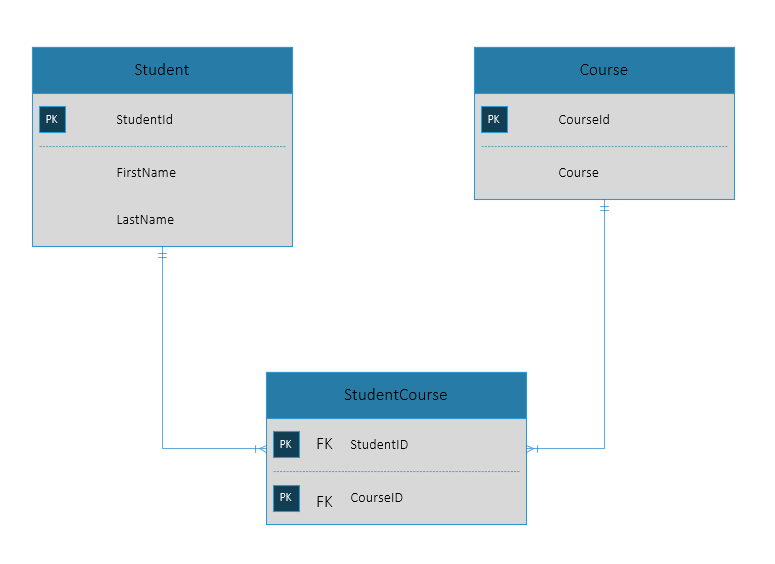 Student
PK StudentId
FirstName
LastName
Course
PK CourseId
Course
StudentCourse
PK FK StudentID
PK FK CourseID